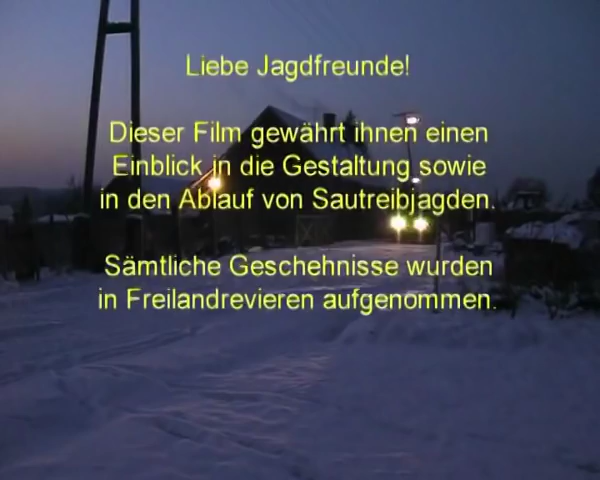 Liebe Jagdfreunde!
Dieser Film gewährt ihnen einen
Einblick in die Gestaltung sowie
in den Ablauf von Sautreibjagden.
Sämtliche Geschehnisse wurden
in Freilandrevieren aufgenommen.